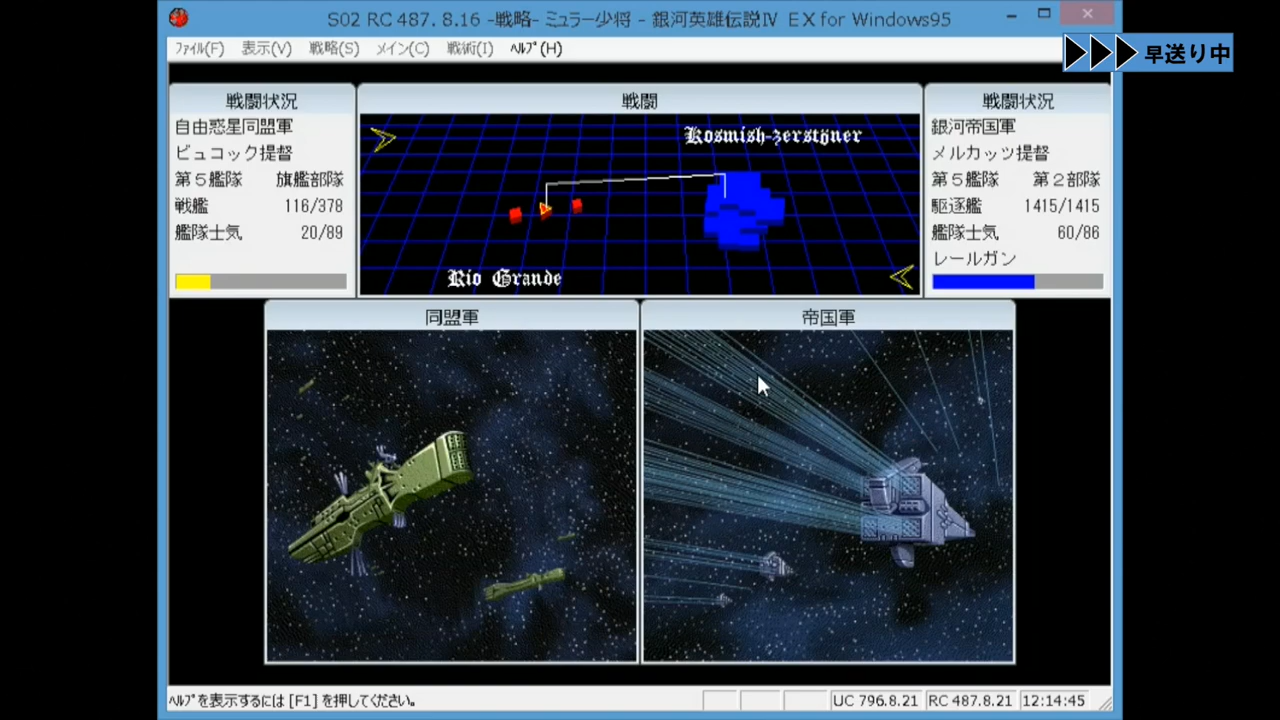 S02 RC 487. 8.16 -戦略- ミュラー少将 - 銀河英雄伝説Ⅳ EX for Windows95
ﾌｧｲﾙ(F) 表示(V) 戦略(S) メイン(C) 戦術(I) ﾍﾙﾌﾟ(H)
早送り中
戦闘状況
自由惑星同盟軍
ビュコック提督
第5艦隊 旗艦部隊
戦艦 116/378
艦隊士気 20/89
戦闘
Kosmish-zerstöner
Rio Grande
戦闘状況
銀河帝国軍
メルカッツ提督
第5艦隊 第2部隊
駆逐艦 1415/1415
艦隊士気 60/86
レールガン
同盟軍
帝国軍
ﾍﾙﾌﾟを表示するには [F1] を押してください。
UC 796.8.21 RC 487.8.21 12:14:45